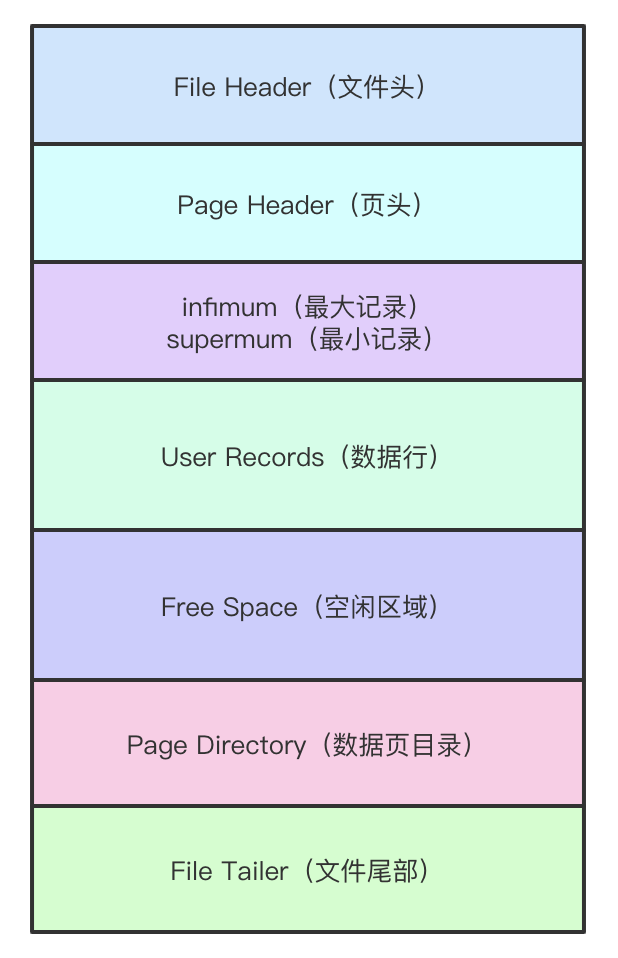 File Header（文件头）
Page Header（页头）
infimum（最大记录）
supermum（最小记录）
User Records（数据行）
Free Space（空闲区域）
Page Directory（数据页目录）
File Tailer（文件尾部）